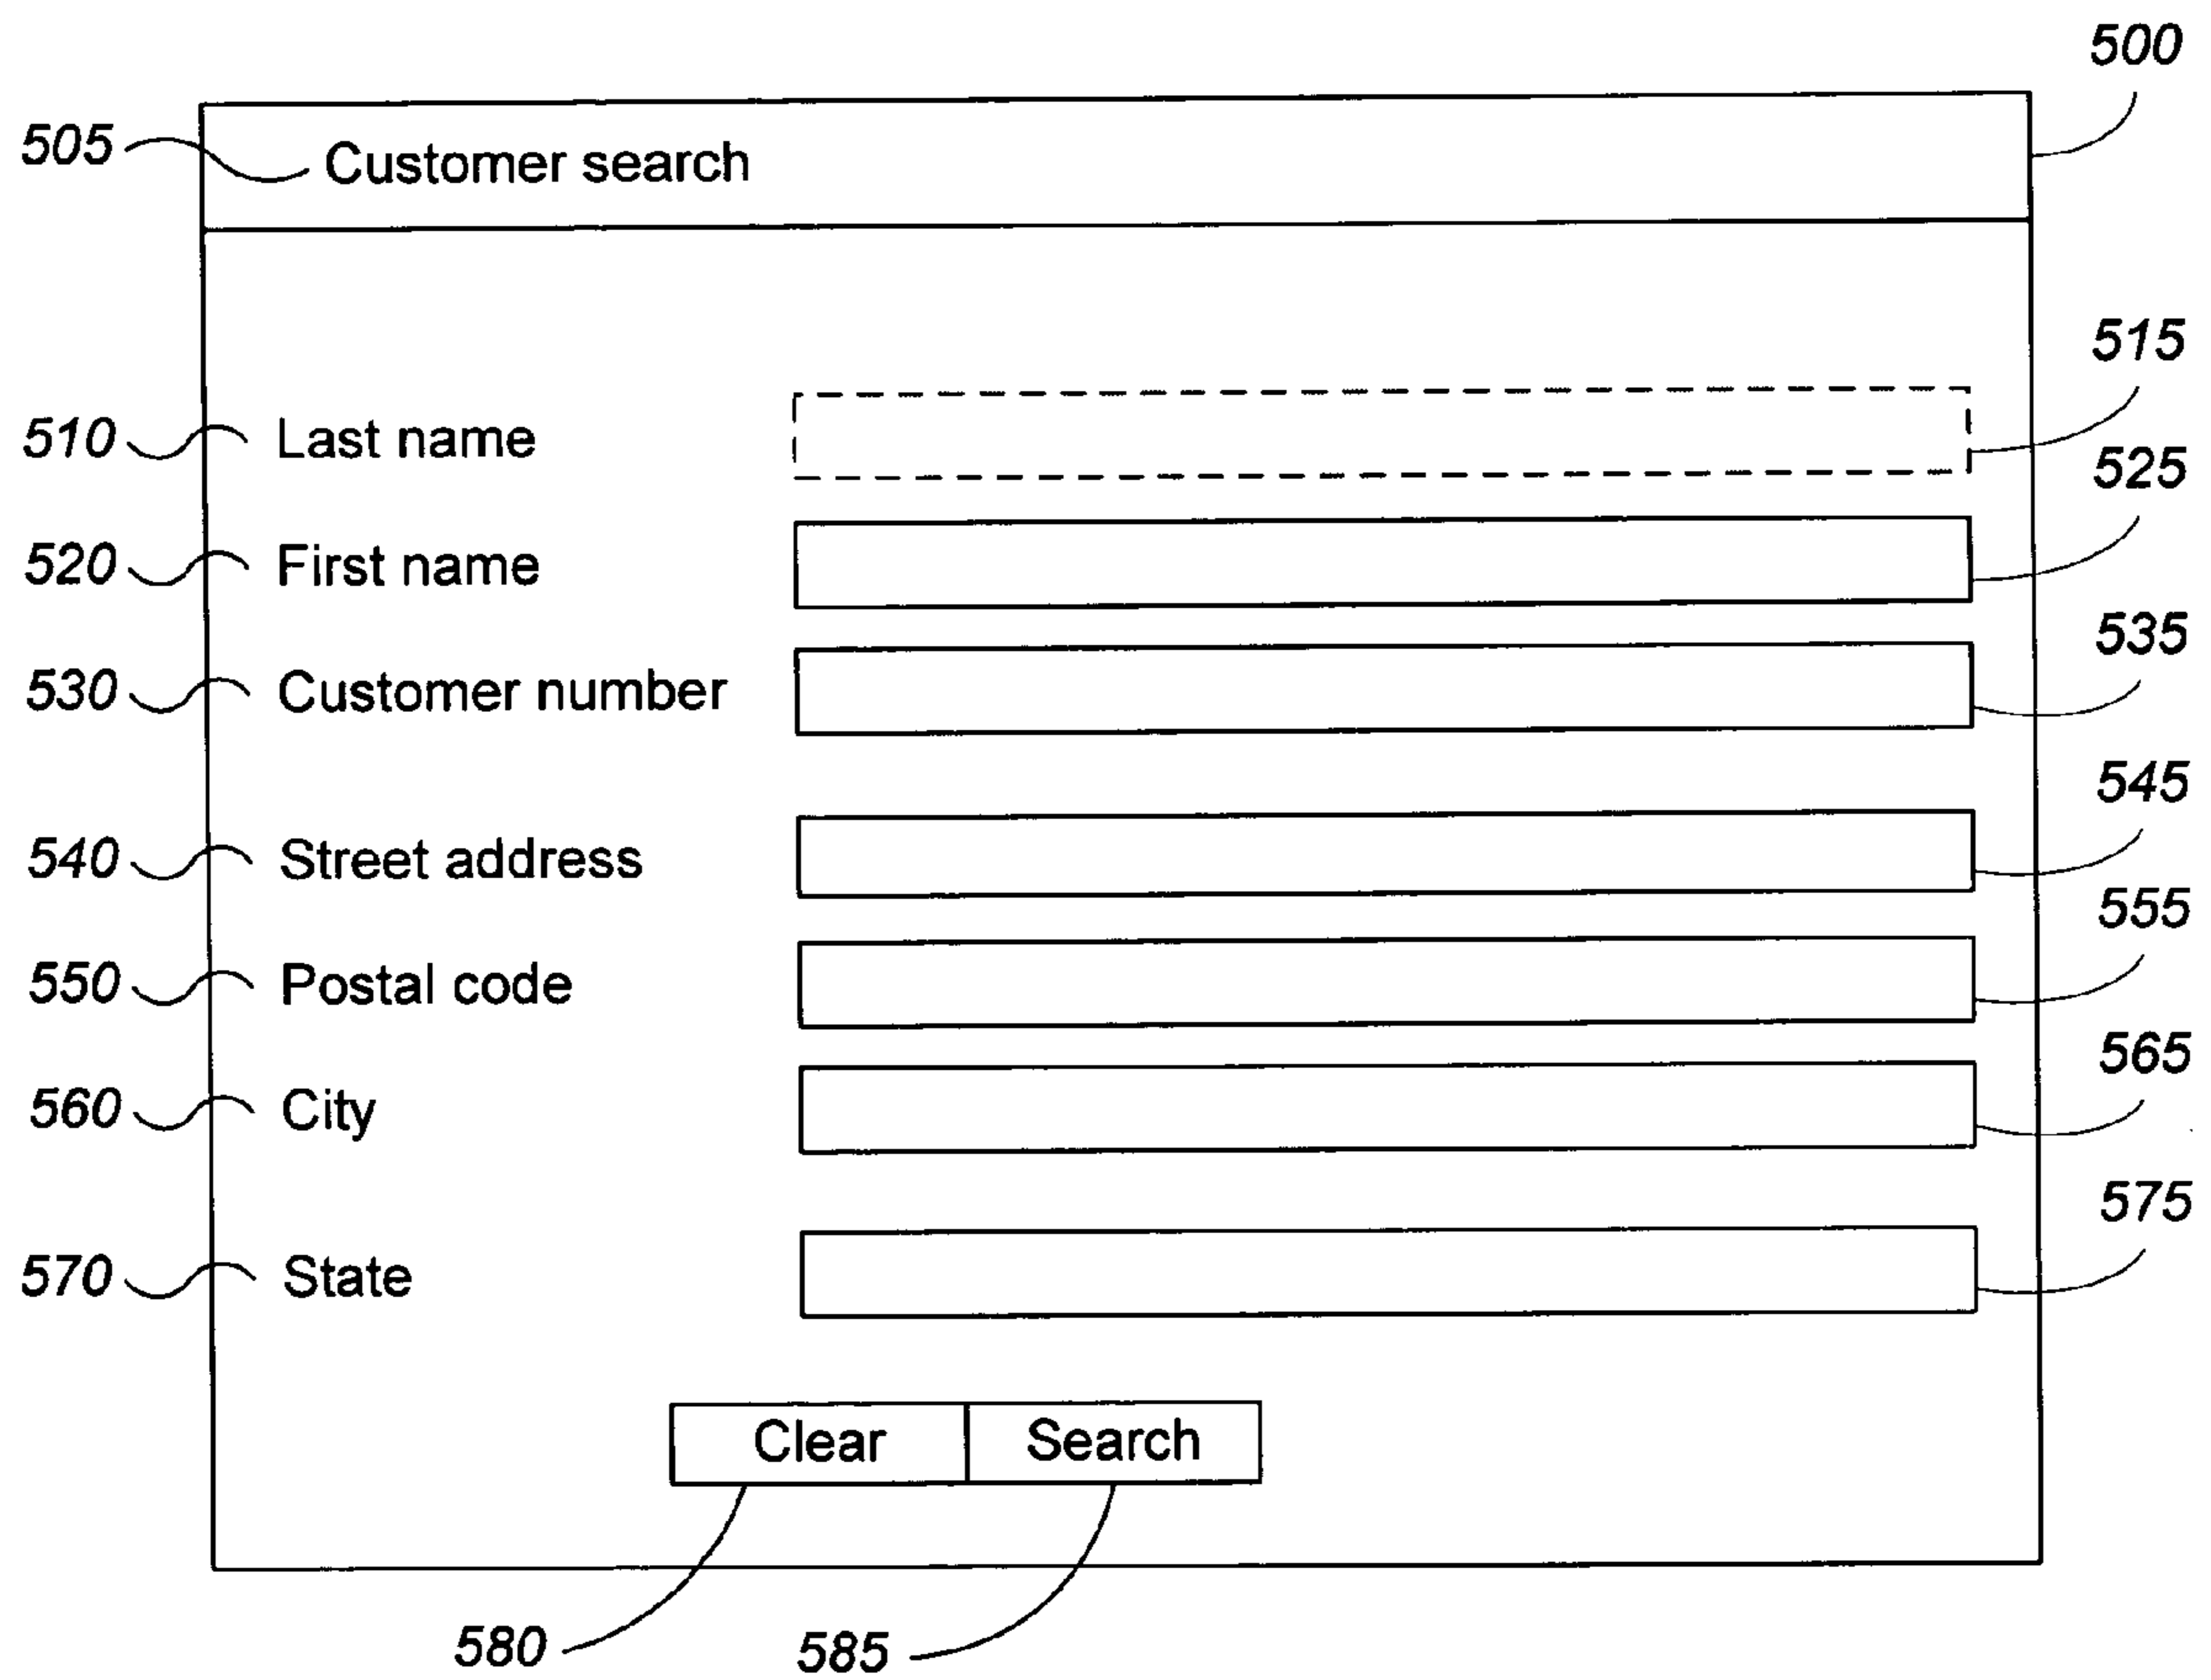 500
505 Customer search
515
510 Last name
525
520 First name
535
530 Customer number
545
540 Street address
555
550 Postal code
565
560 City
575
570 State
Clear Search
580 585